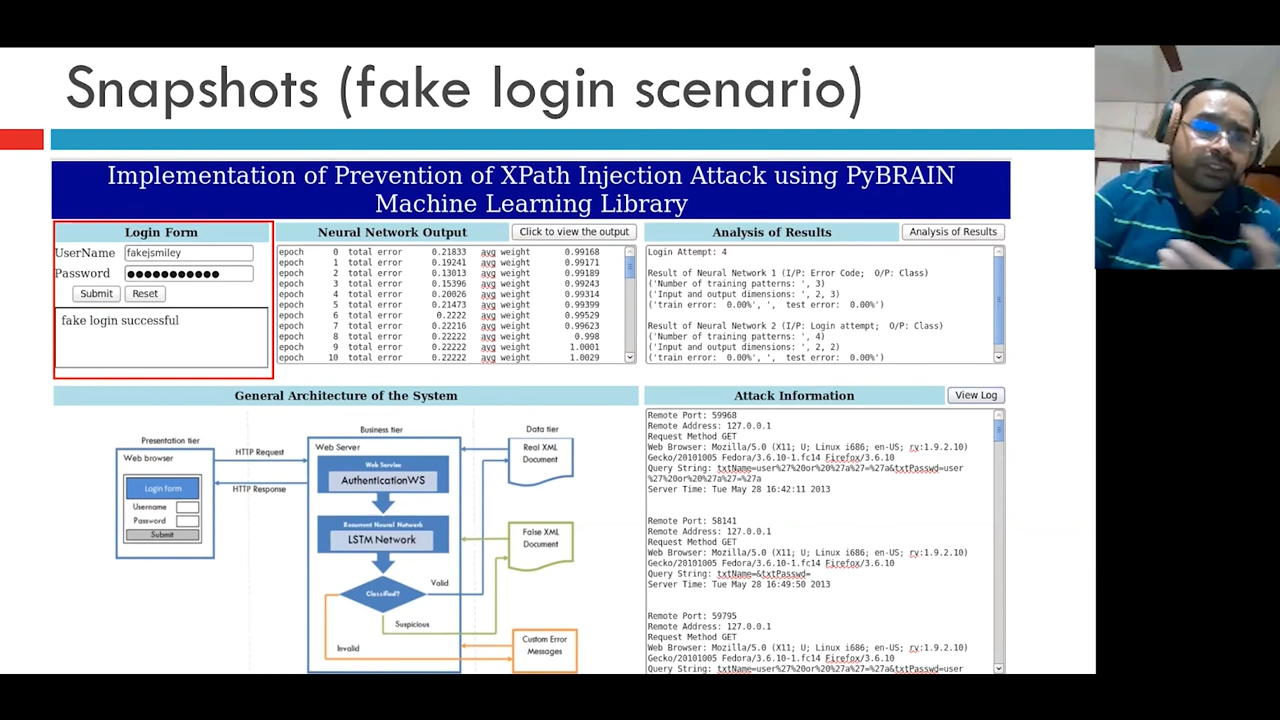 Snapshots (fake login scenario)
Implementation of Prevention of XPath Injection Attack using PyBRAIN
Machine Learning Library
Login Form
UserName fakejsmiley
Password ●●●●●●●●●●●
Submit Reset
fake login successful
Neural Network Output Click to view the output
epoch 0 total error 0.21833 avg weight 0.99168
epoch 1 total error 0.19241 avg weight 0.99171
epoch 2 total error 0.13013 avg weight 0.99189
epoch 3 total error 0.15396 avg weight 0.99243
epoch 4 total error 0.20026 avg weight 0.99314
epoch 5 total error 0.21473 avg weight 0.99399
epoch 6 total error 0.2222 avg weight 0.99529
epoch 7 total error 0.22216 avg weight 0.99623
epoch 8 total error 0.22222 avg weight 0.998
epoch 9 total error 0.22222 avg weight 1.0001
epoch 10 total error 0.22222 avg weight 1.0029
Analysis of Results Analysis of Results
Login Attempt: 4
Result of Neural Network 1 (I/P: Error Code; O/P: Class)
('Number of training patterns: ', 3)
('Input and output dimensions: ', 2, 3)
('train error: 0.00%', ', test error: 0.00%')
Result of Neural Network 2 (I/P: Login attempt; O/P: Class)
('Number of training patterns: ', 4)
('Input and output dimensions: ', 2, 2)
('train error: 0.00%', ', test error: 0.00%')
General Architecture of the System
Presentation tier
Business tier
Data tier
Web browser
Login form
Username
Password
Submit
HTTP Request
HTTP Response
Web Server
Web Service
AuthenticationWS
Recurrent Neural Network
LSTM Network
Classified?
Valid
Suspicious
Invalid
Real XML
Document
False XML
Document
Custom Error
Messages
Attack Information View Log
Remote Port: 59968
Remote Address: 127.0.0.1
Request Method GET
Web Browser: Mozilla/5.0 (X11; U; Linux i686; en-US; rv:1.9.2.10)
Gecko/20101005 Fedora/3.6.10-1.fc14 Firefox/3.6.10
Query String: txtName=user%27%20or%20%27a%27=%27a&txtPasswd=user
%27%20or%20%27a%27=%27a
Server Time: Tue May 28 16:42:11 2013
Remote Port: 58141
Remote Address: 127.0.0.1
Request Method GET
Web Browser: Mozilla/5.0 (X11; U; Linux i686; en-US; rv:1.9.2.10)
Gecko/20101005 Fedora/3.6.10-1.fc14 Firefox/3.6.10
Query String: txtName=&txtPasswd=
Server Time: Tue May 28 16:49:50 2013
Remote Port: 59795
Remote Address: 127.0.0.1
Request Method GET
Web Browser: Mozilla/5.0 (X11; U; Linux i686; en-US; rv:1.9.2.10)
Gecko/20101005 Fedora/3.6.10-1.fc14 Firefox/3.6.10
Query String: txtName=user%27%20or%20%27a%27=%27a&txtPasswd=user